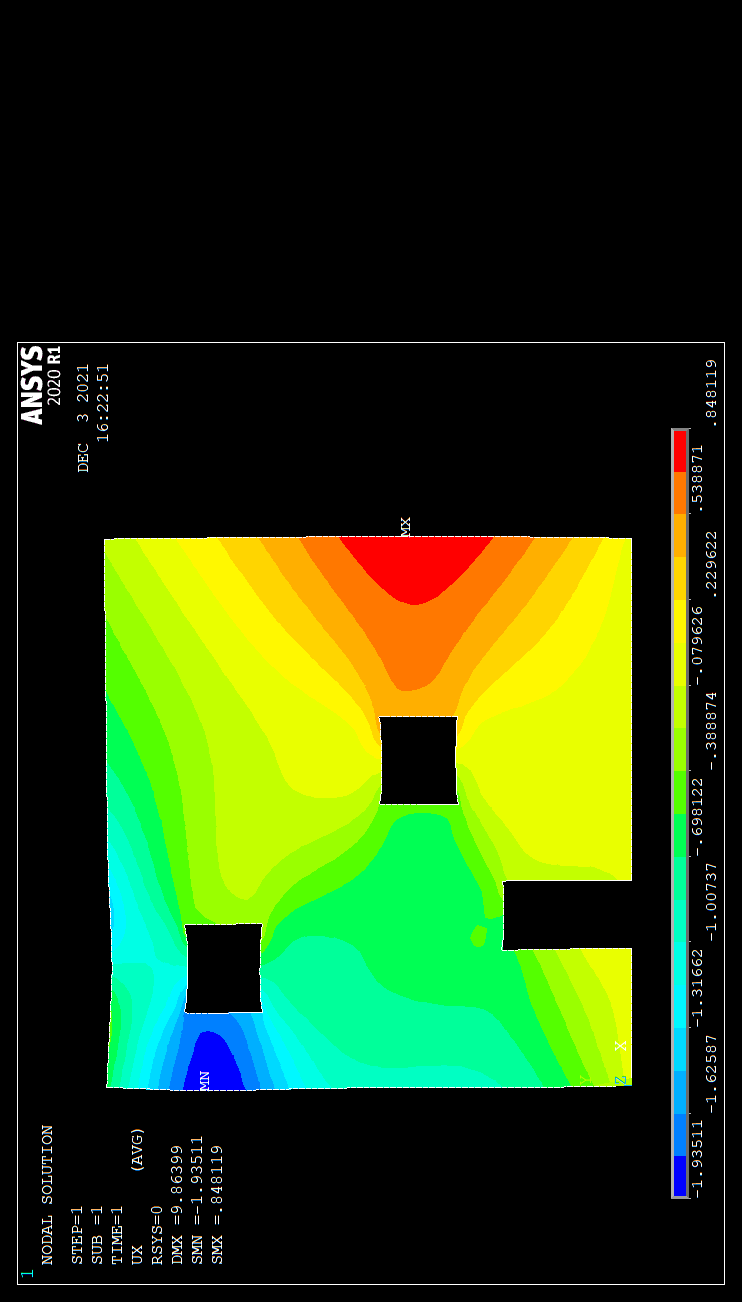 1
NODAL SOLUTION
STEP=1
SUB =1
TIME=1
UX (AVG)
RSYS=0
DMX =9.86399
SMN =-1.93511
SMX =.848119
ANSYS
2020 R1
DEC 3 2021
16:22:51
MN
MX
Y
Z X
-1.93511
-1.62587
-1.31662
-1.00737
-.698122
-.388874
-.079626
.229622
.538871
.848119